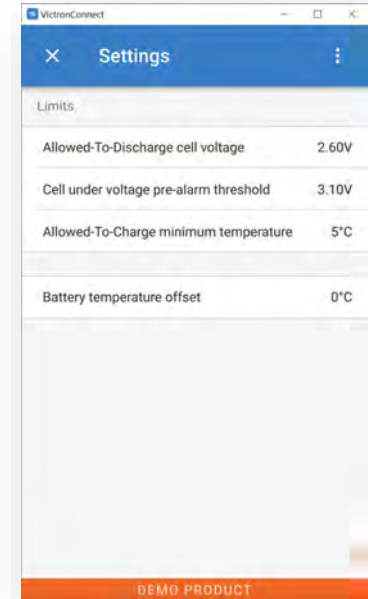 VictronConnect
Settings
Limits
Allowed-To-Discharge cell voltage 2.60V
Cell under voltage pre-alarm threshold 3.10V
Allowed-To-Charge minimum temperature 5°C
Battery temperature offset 0°C
DEMO PRODUCT